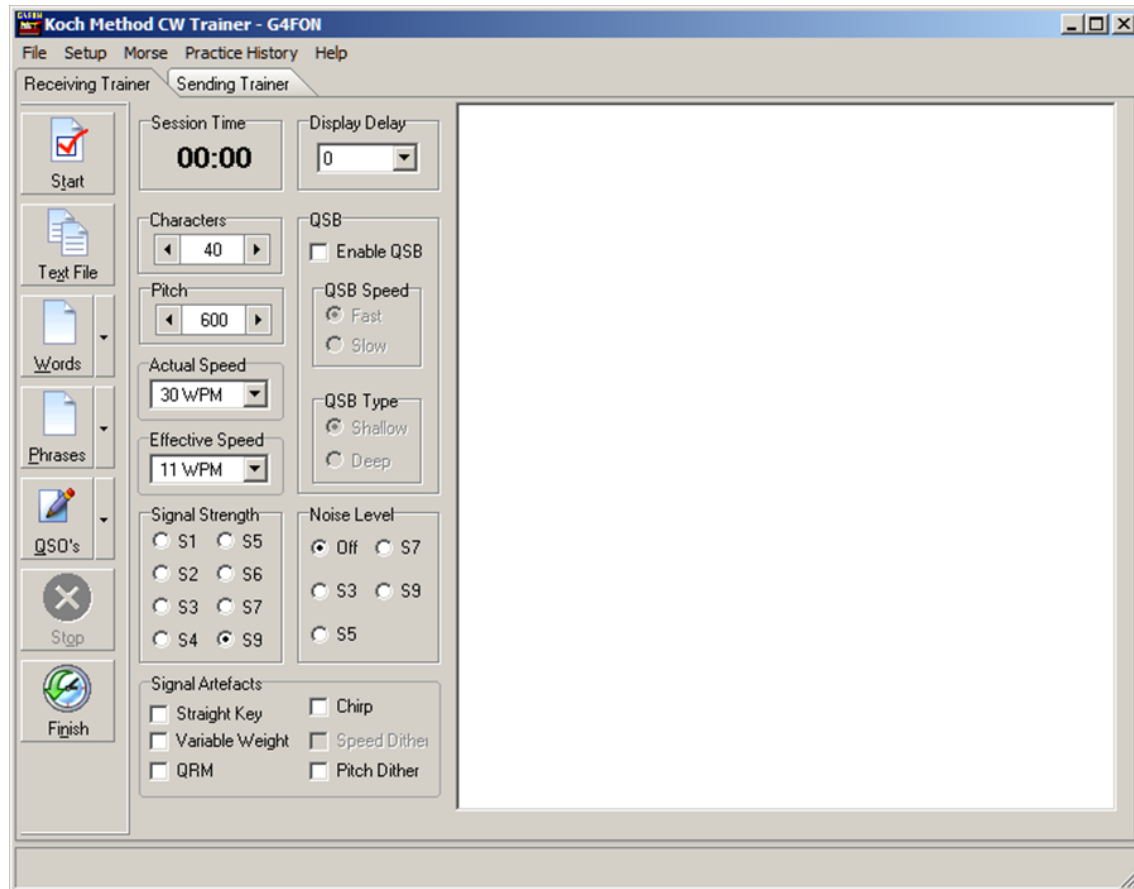 Koch Method CW Trainer - G4FON
File Setup Morse Practice History Help
Receiving Trainer Sending Trainer
Start
Text File
Words
Phrases
QSO's
Stop
Finish
Session Time
00:00
Display Delay
0
Characters
40
Pitch
600
Actual Speed
30 WPM
Effective Speed
11 WPM
QSB
Enable QSB
QSB Speed
Fast
Slow
QSB Type
Shallow
Deep
Signal Strength
S1 S5
S2 S6
S3 S7
S4 S9
Noise Level
Off S7
S3 S9
S5
Signal Artefacts
Straight Key
Variable Weight
QRM
Chirp
Speed Dither
Pitch Dither